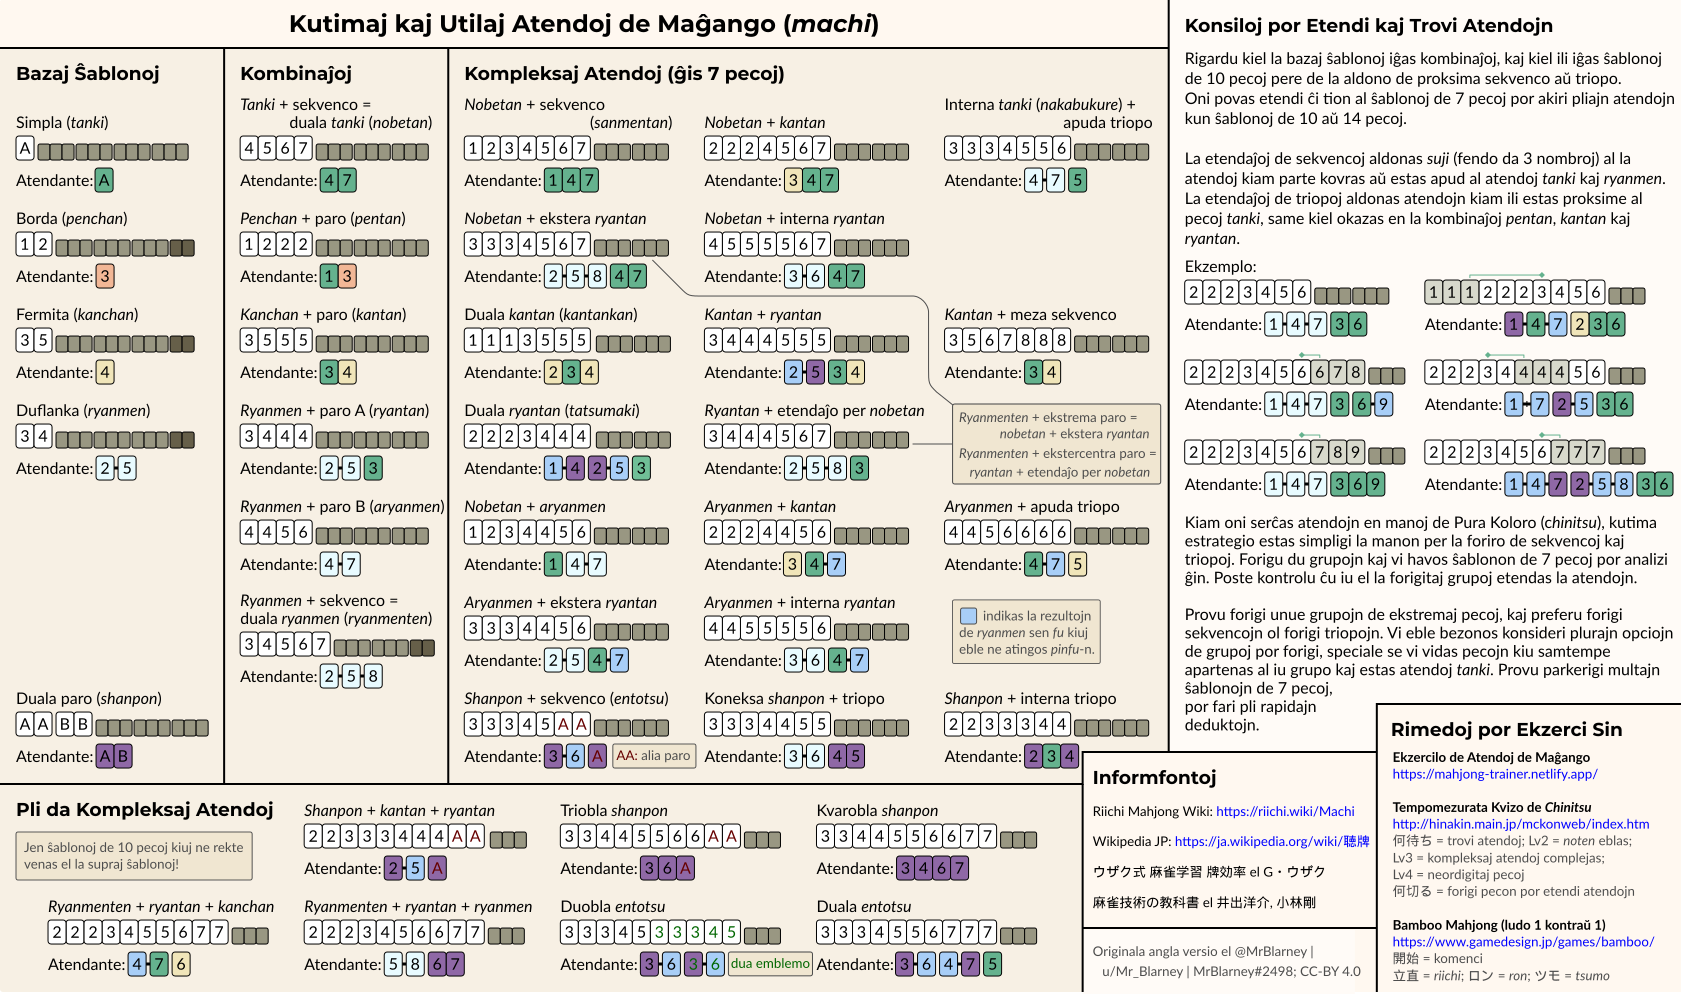 Kutimaj kaj Utilaj Atendoj de Maĝango (machi)
Bazaj Ŝablonoj
Simpla (tanki)
A
Atendante: A
Borda (penchan)
1 2
Atendante: 3
Fermita (kanchan)
3 5
Atendante: 4
Duflanka (ryanmen)
3 4
Atendante: 2 - 5
Duala paro (shanpon)
A A B B
Atendante: A B
Kombinaĵoj
Tanki + sekvenco =
duala tanki (nobetan)
4 5 6 7
Atendante: 4 7
Penchan + paro (pentan)
1 2 2 2
Atendante: 1 3
Kanchan + paro (kantan)
3 5 5 5
Atendante: 3 4
Ryanmen + paro A (ryantan)
3 4 4 4
Atendante: 2 - 5 3
Ryanmen + paro B (aryanmen)
4 4 5 6
Atendante: 4 - 7
Ryanmen + sekvenco =
duala ryanmen (ryanmenten)
3 4 5 6 7
Atendante: 2 - 5 - 8
Kompleksaj Atendoj (ĝis 7 pecoj)
Nobetan + sekvenco
(sanmentan)
1 2 3 4 5 6 7
Atendante: 1 4 7
Nobetan + kantan
2 2 2 4 5 6 7
Atendante: 3 4 7
Interna tanki (nakabukure) +
apuda triopo
3 3 3 4 5 5 6
Atendante: 4 - 7 5
Nobetan + ekstera ryantan
3 3 3 4 5 6 7
Atendante: 2 - 5 - 8 4 7
Nobetan + interna ryantan
4 5 5 5 5 6 7
Atendante: 3 - 6 4 7
Duala kantan (kantankan)
1 1 1 3 5 5 5
Atendante: 2 3 4
Kantan + ryantan
3 4 4 4 5 5 5
Atendante: 2 - 5 3 4
Kantan + meza sekvenco
3 5 6 7 8 8 8
Atendante: 3 4
Duala ryantan (tatsumaki)
2 2 2 3 4 4 4
Atendante: 1 - 4 2 - 5 3
Ryantan + etendaĵo per nobetan
3 4 4 4 5 6 7
Atendante: 2 - 5 - 8 3
Ryanmenten + ekstrema paro =
nobetan + ekstera ryantan
Ryanmenten + ekstercentra paro =
ryantan + etendaĵo per nobetan
Nobetan + aryanmen
1 2 3 4 4 5 6
Atendante: 1 4 - 7
Aryanmen + kantan
2 2 2 4 4 5 6
Atendante: 3 4 - 7
Aryanmen + apuda triopo
4 4 5 6 6 6 6
Atendante: 4 - 7 5
Aryanmen + ekstera ryantan
3 3 3 4 4 5 6
Atendante: 2 - 5 4 - 7
Aryanmen + interna ryantan
4 4 5 5 5 5 6
Atendante: 3 - 6 4 - 7
indikas la rezultojn
de ryanmen sen fu kiuj
eble ne atingos pinfu-n.
Shanpon + sekvenco (entotsu)
3 3 3 4 5 A A
Atendante: 3 - 6 A
AA: alia paro
Koneksa shanpon + triopo
3 3 3 4 4 5 5
Atendante: 3 - 6 4 5
Shanpon + interna triopo
2 2 3 3 3 4 4
Atendante: 2 3 4
Pli da Kompleksaj Atendoj
Jen ŝablonoj de 10 pecoj kiuj ne rekte
venas el la supraj ŝablonoj!
Shanpon + kantan + ryantan
2 2 3 3 3 4 4 4 A A
Atendante: 2 - 5 A
Triobla shanpon
3 3 4 4 5 5 6 6 A A
Atendante: 3 6 A
Kvarobla shanpon
3 3 4 4 5 5 6 6 7 7
Atendante: 3 4 6 7
Ryanmenten + ryantan + kanchan
2 2 2 3 4 5 5 6 7 7
Atendante: 4 - 7 6
Ryanmenten + ryantan + ryanmen
2 2 2 3 4 5 6 6 7 7
Atendante: 5 - 8 6 7
Duobla entotsu
3 3 3 4 5 3 3 3 4 5
Atendante: 3 - 6 3 - 6
dua emblemo
Duala entotsu
3 3 3 4 5 5 6 7 7 7
Atendante: 3 - 6 4 - 7 5
Konsiloj por Etendi kaj Trovi Atendojn
Rigardu kiel la bazaj ŝablonoj iĝas kombinaĵoj, kaj kiel ili iĝas ŝablonoj
de 10 pecoj pere de la aldono de proksima sekvenco aŭ triopo.
Oni povas etendi ĉi tion al ŝablonoj de 7 pecoj por akiri pliajn atendojn
kun ŝablonoj de 10 aŭ 14 pecoj.
La etendaĵoj de sekvencoj aldonas suji (fendo da 3 nombroj) al la
atendoj kiam parte kovras aŭ estas apud al atendoj tanki kaj ryanmen.
La etendaĵoj de triopoj aldonas atendojn kiam ili estas proksime al
pecoj tanki, same kiel okazas en la kombinaĵoj pentan, kantan kaj
ryantan.
Ekzemplo:
2 2 2 3 4 5 6
Atendante: 1 - 4 - 7 3 6
1 1 1 2 2 2 3 4 5 6
Atendante: 1 - 4 - 7 2 3 6
2 2 2 3 4 5 6 6 7 8
Atendante: 1 - 4 - 7 3 6 - 9
2 2 2 3 4 4 4 4 5 6
Atendante: 1 - 7 2 - 5 3 6
2 2 2 3 4 5 6 7 8 9
Atendante: 1 - 4 - 7 3 6 9
2 2 2 3 4 5 6 7 7 7
Atendante: 1 - 4 - 7 2 - 5 - 8 3 6
Kiam oni serĉas atendojn en manoj de Pura Koloro (chinitsu), kutima
estrategio estas simpligi la manon per la foriro de sekvencoj kaj
triopoj. Forigu du grupojn kaj vi havos ŝablonon de 7 pecoj por analizi
ĝin. Poste kontrolu ĉu iu el la forigitaj grupoj etendas la atendojn.
Provu forigi unue grupojn de ekstremaj pecoj, kaj preferu forigi
sekvencojn ol forigi triopojn. Vi eble bezonos konsideri plurajn opciojn
de grupoj por forigi, speciale se vi vidas pecojn kiu samtempe
apartenas al iu grupo kaj estas atendoj tanki. Provu parkerigi multajn
ŝablonojn de 7 pecoj,
por fari pli rapidajn
deduktojn.
Informfontoj
Riichi Mahjong Wiki: https://riichi.wiki/Machi
Wikipedia JP: https://ja.wikipedia.org/wiki/聴牌
ウザク式 麻雀学習 牌効率 el G・ウザク
麻雀技術の教科書 el 井出洋介, 小林剛
Originala angla versio el @MrBlarney |
u/Mr_Blarney | MrBlarney#2498; CC-BY 4.0
Rimedoj por Ekzerci Sin
Ekzercilo de Atendoj de Maĝango
https://mahjong-trainer.netlify.app/
Tempomezurata Kvizo de Chinitsu
http://hinakin.main.jp/mckonweb/index.htm
何待ち = trovi atendoj; Lv2 = noten eblas;
Lv3 = kompleksaj atendoj complejas;
Lv4 = neordigitaj pecoj
何切る = forigi pecon por etendi atendojn
Bamboo Mahjong (ludo 1 kontraŭ 1)
https://www.gamedesign.jp/games/bamboo/
開始 = komenci
立直 = riichi; ロン = ron; ツモ = tsumo